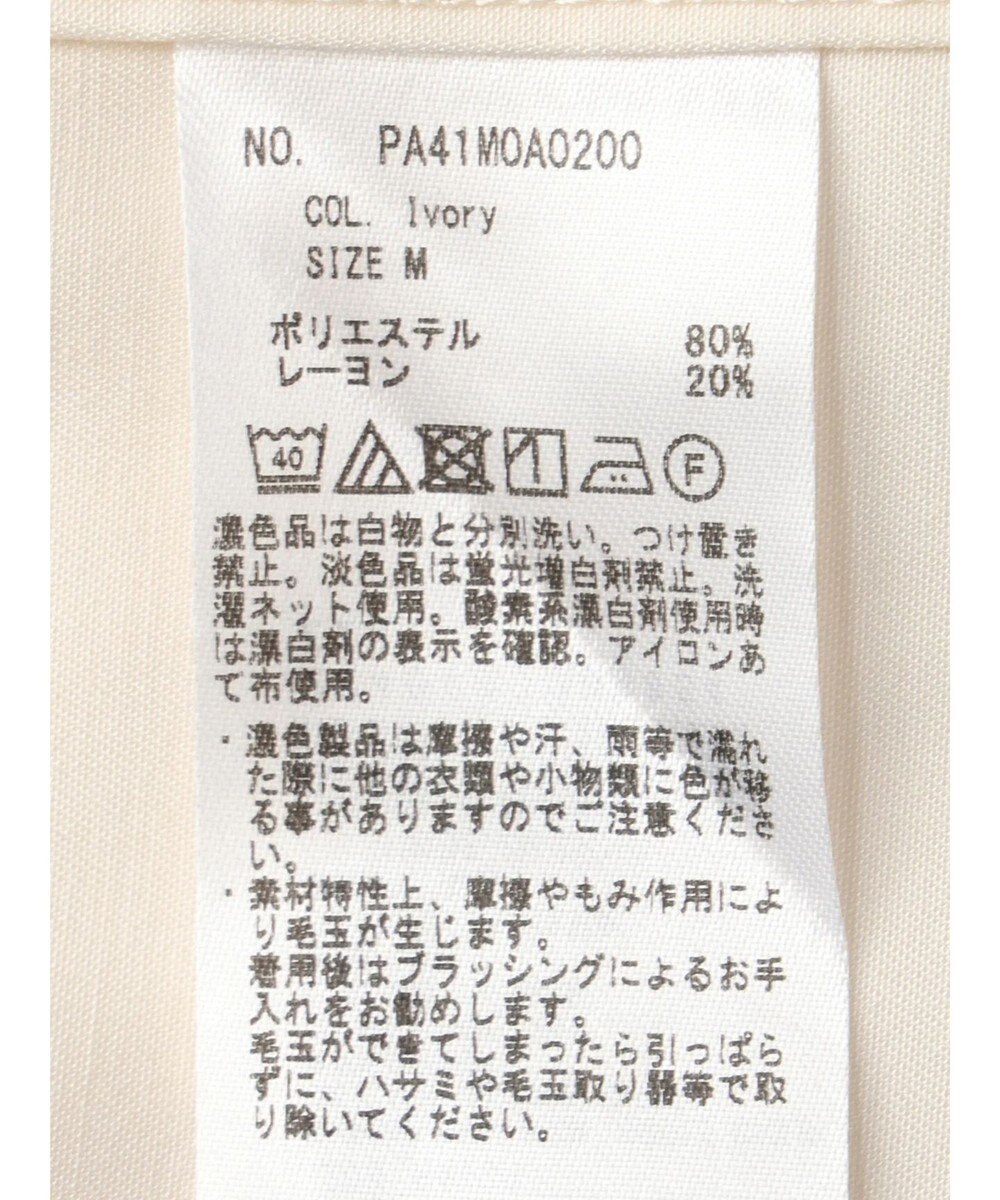 NO. PA41M0A0200
COL. Ivory
SIZE M
ポリエステル 80%
レーヨン 20%
40 F
濃色品は白物と分別洗い。つけ置き
禁止。淡色品は蛍光増白剤禁止。洗
濯ネット使用。酸素系漂白剤使用時
は漂白剤の表示を確認。アイロンあ
て布使用。
・濃色製品は摩擦や汗、雨等で濡れ
た際に他の衣類や小物類に色が移
る事がありますのでご注意くださ
い。
・素材特性上、摩擦やもみ作用によ
り毛玉が生じます。
着用後はブラッシングによるお手
入れをお勧めします。
毛玉ができてしまったら引っぱら
ずに、ハサミや毛玉取り器等で取
り除いてください。